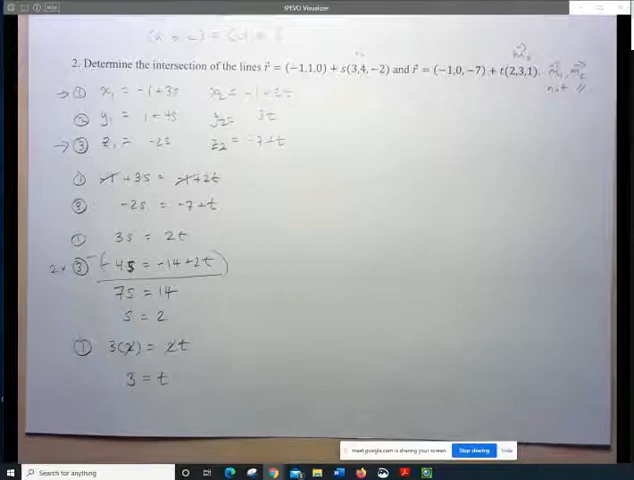 IPEVO Visualizer
2. Determine the intersection of the lines r⃗ = (−1,1,0) + s(3,4,−2) and r⃗ = (−1,0,−7) + t(2,3,1).
m⃗₁, m⃗₂
not //
→ ① x₁ = -1+3s x₂ = -1+2t
② y₁ = 1+4s y₂ = 3t
→ ③ z₁ = -2s z₂ = -7+t
① -1+3s = -1+2t
③ -2s = -7+t
① 3s = 2t
2× ③ -(-4s = -14+2t)
7s = 14
s = 2
① 3(2) = 2t
3 = t
meet.google.com is sharing your screen. Stop sharing Hide
Search for anything